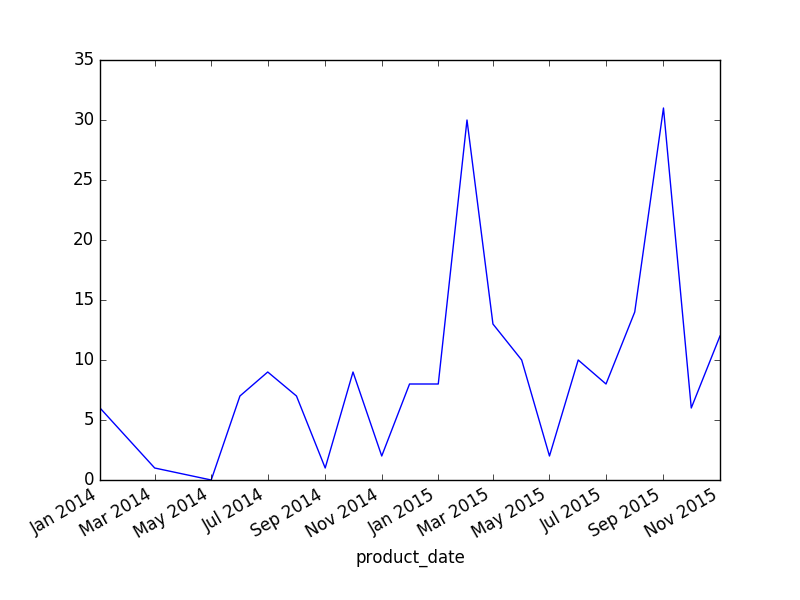 35
30
25
20
15
10
5
0
Jan 2014
Mar 2014
May 2014
Jul 2014
Sep 2014
Nov 2014
Jan 2015
Mar 2015
May 2015
Jul 2015
Sep 2015
Nov 2015
product_date